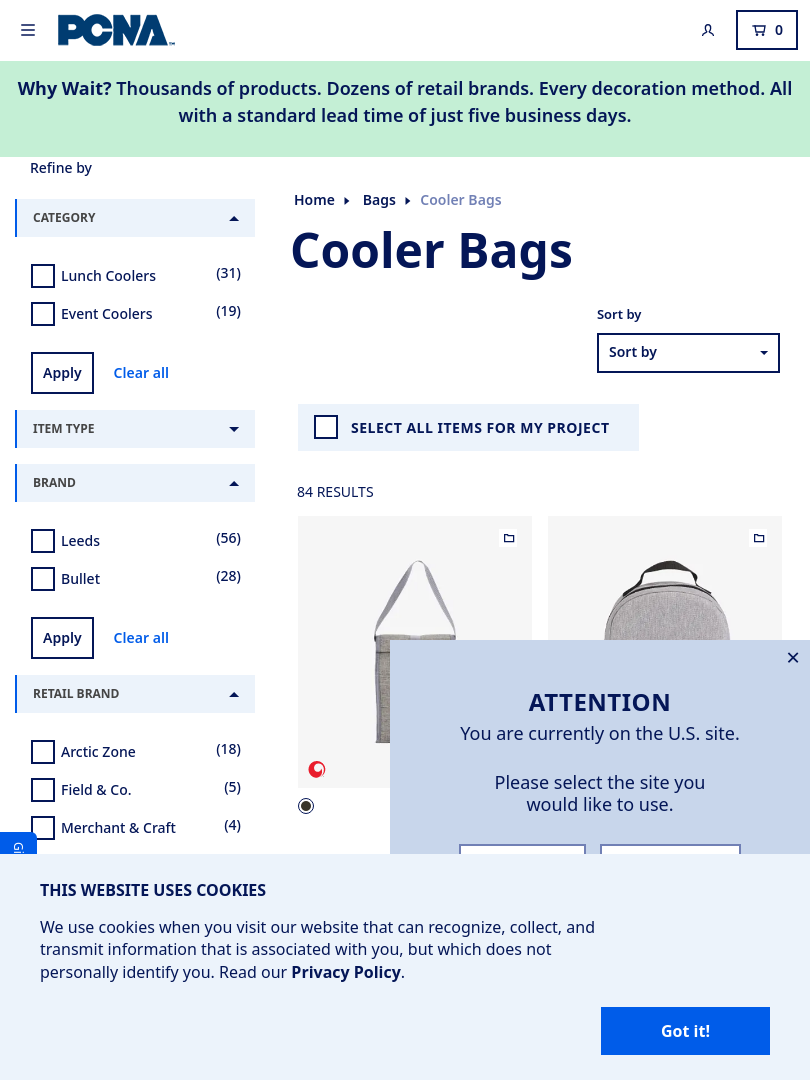 PCNA
0
Why Wait? Thousands of products. Dozens of retail brands. Every decoration method. All
with a standard lead time of just five business days.
Refine by
CATEGORY
Lunch Coolers (31)
Event Coolers (19)
Apply Clear all
ITEM TYPE
BRAND
Leeds (56)
Bullet (28)
Apply Clear all
RETAIL BRAND
Arctic Zone (18)
Field & Co. (5)
Merchant & Craft (4)
Home Bags Cooler Bags
Cooler Bags
Sort by
Sort by
SELECT ALL ITEMS FOR MY PROJECT
84 RESULTS
ATTENTION
You are currently on the U.S. site.
Please select the site you
would like to use.
THIS WEBSITE USES COOKIES
We use cookies when you visit our website that can recognize, collect, and
transmit information that is associated with you, but which does not
personally identify you. Read our Privacy Policy.
Got it!